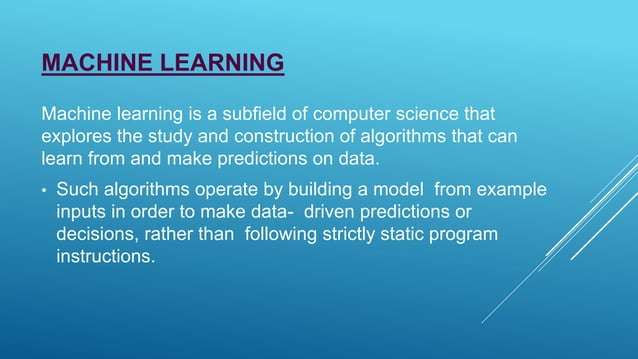 MACHINE LEARNING
Machine learning is a subfield of computer science that
explores the study and construction of algorithms that can
learn from and make predictions on data.
• Such algorithms operate by building a model  from example
inputs in order to make data-  driven predictions or
decisions, rather than  following strictly static program
instructions.